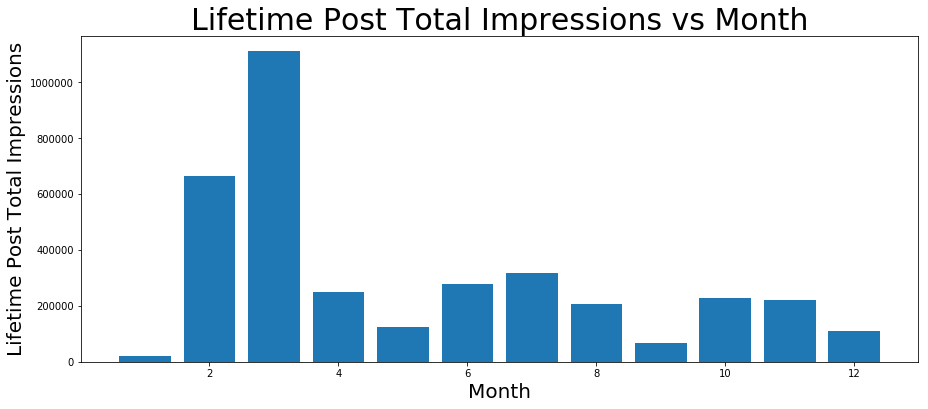 Lifetime Post Total Impressions vs Month
Lifetime Post Total Impressions
1000000
800000
600000
400000
200000
0
2 4 6 8 10 12
Month